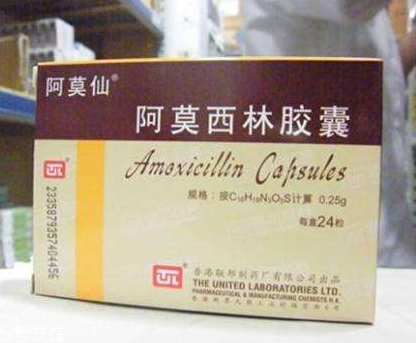 阿莫仙®
阿莫西林胶囊
Amoxicillin Capsules
规格：按C₁₆H₁₉N₃O₅S计算 0.25g
每盒24粒
2335879357404456
香港联邦制药厂有限公司出品
THE UNITED LABORATORIES LTD.
PHARMACEUTICAL & MANUFACTURING CHEMISTS H.K.